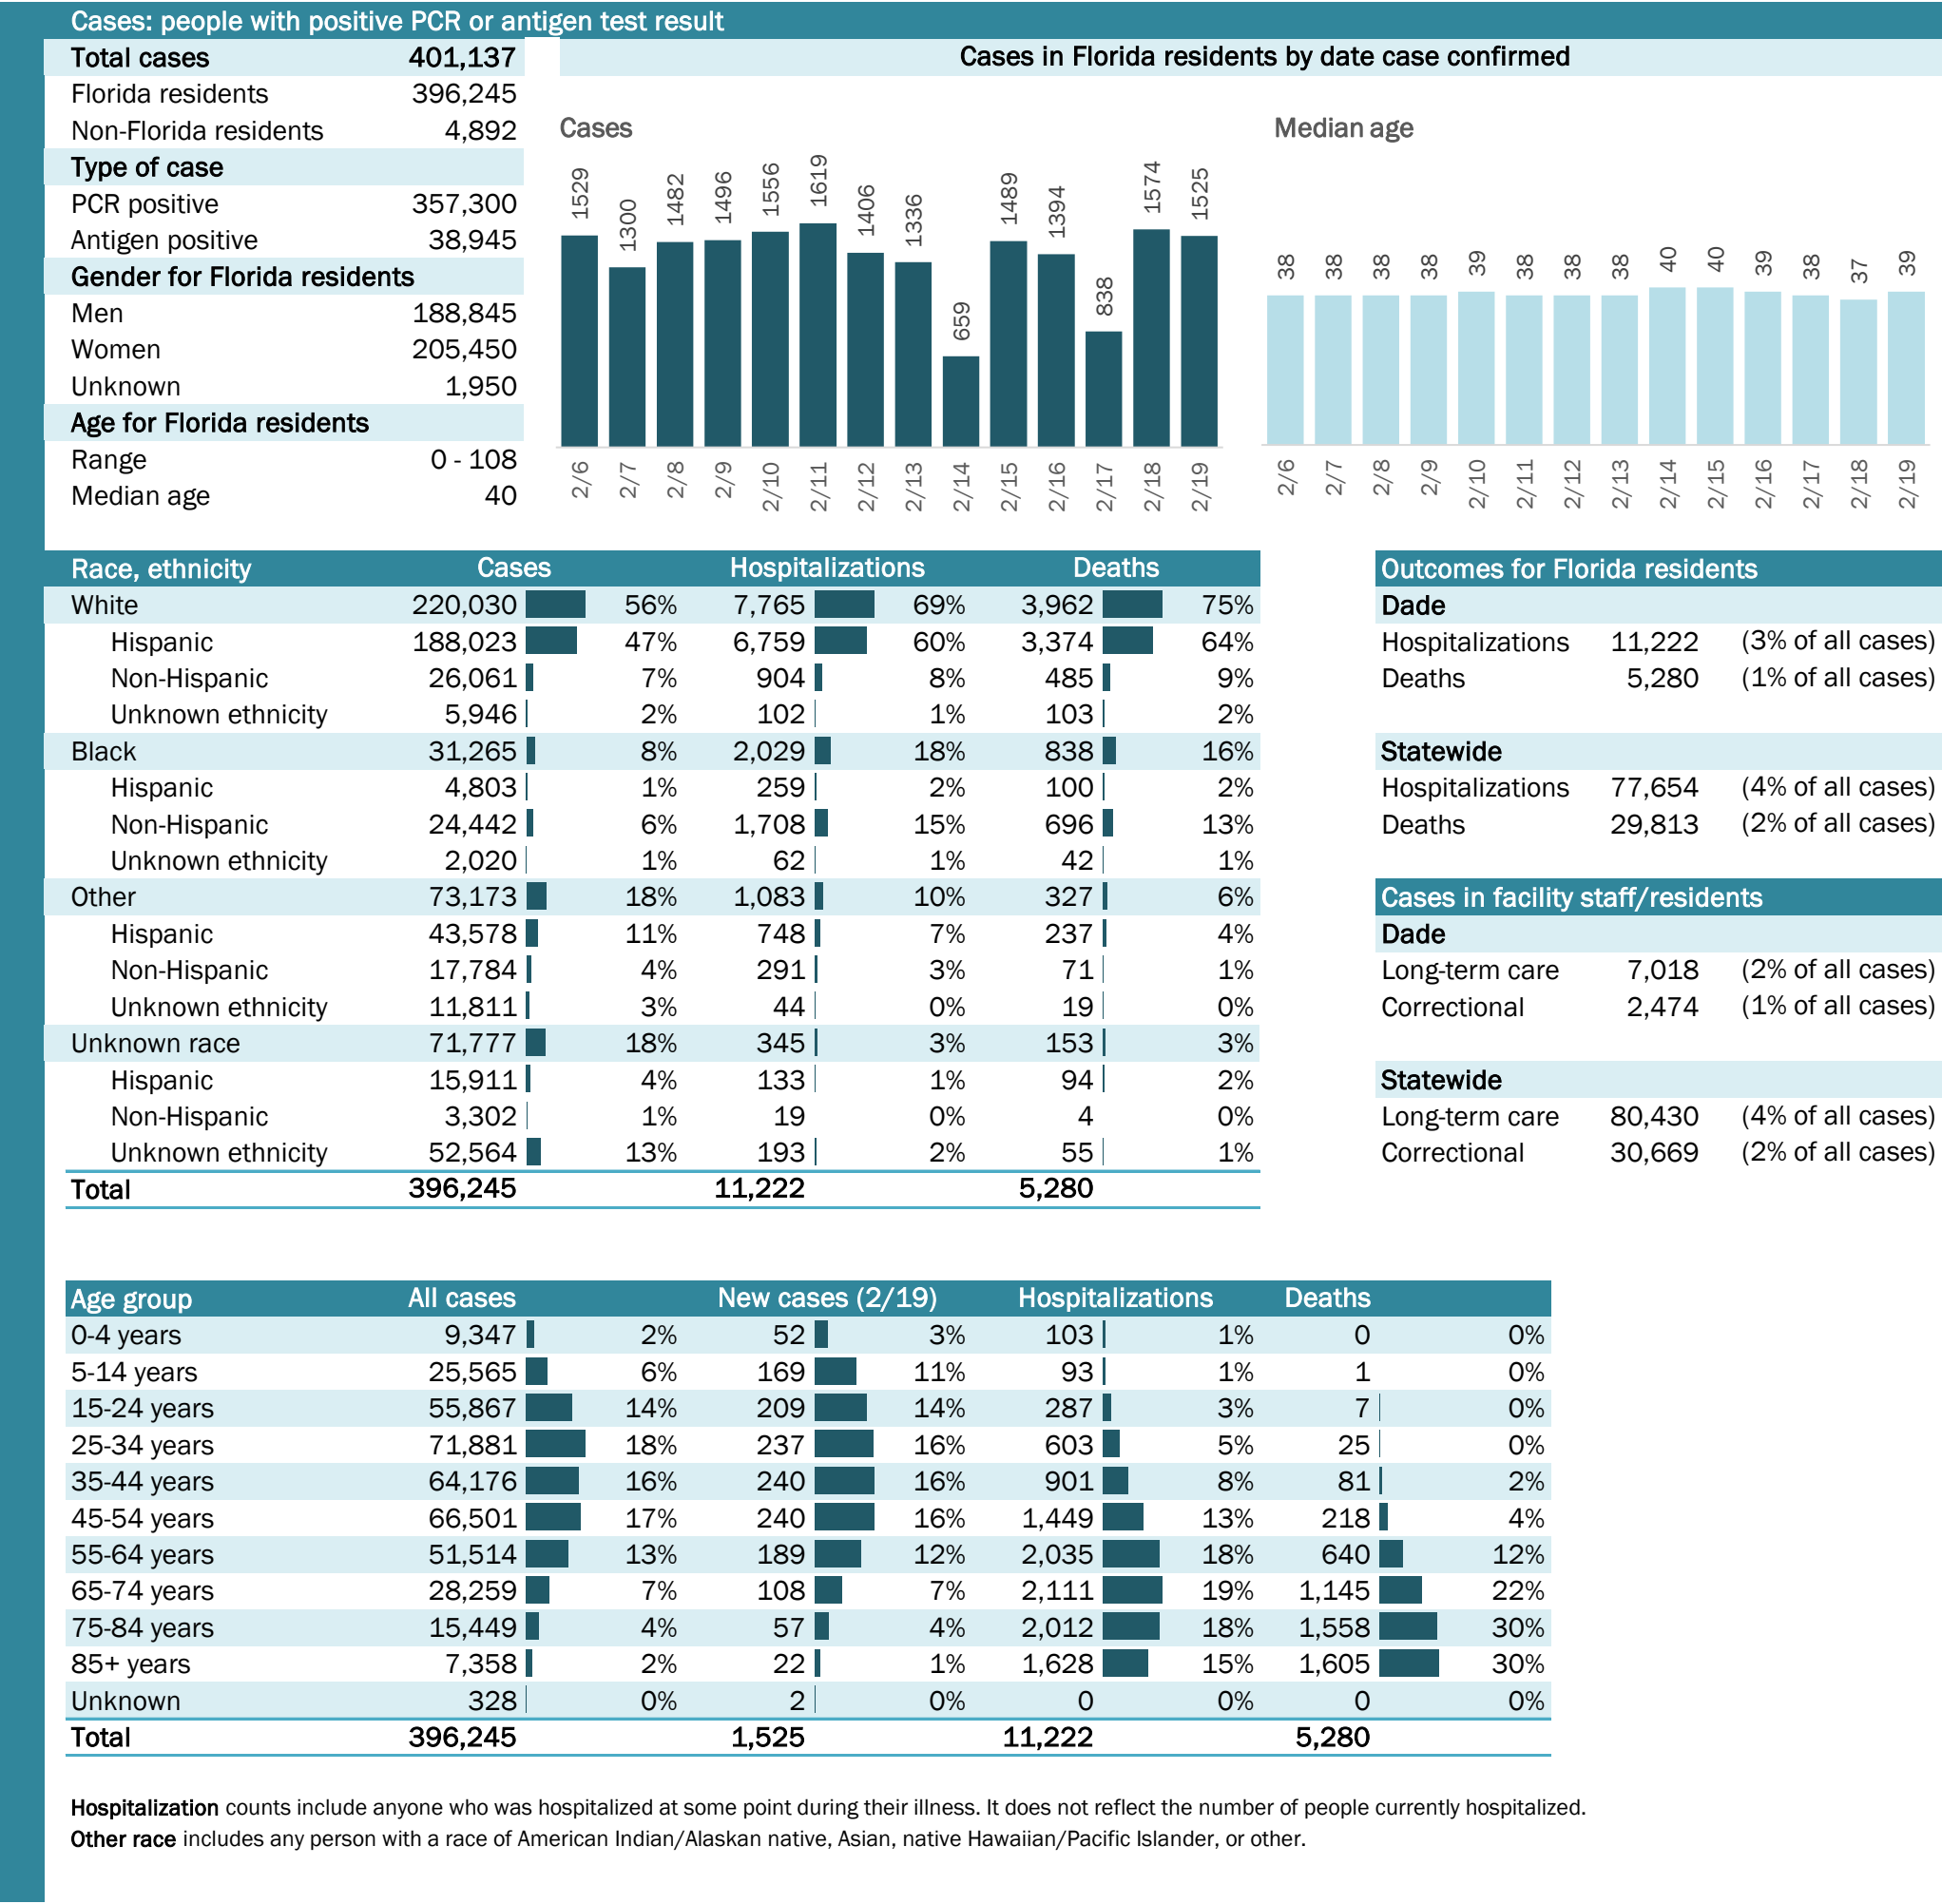 Cases: people with positive PCR or antigen test result
Total cases 401,137
Florida residents 396,245
Non-Florida residents 4,892
Type of case
PCR positive 357,300
Antigen positive 38,945
Gender for Florida residents
Men 188,845
Women 205,450
Unknown 1,950
Age for Florida residents
Range 0 - 108
Median age 40
Cases in Florida residents by date case confirmed
Cases
1529 1300 1482 1496 1556 1619 1406 1336 659 1489 1394 838 1574 1525
2/6 2/7 2/8 2/9 2/10 2/11 2/12 2/13 2/14 2/15 2/16 2/17 2/18 2/19
Median age
38 38 38 38 39 38 38 38 40 40 39 38 37 39
2/6 2/7 2/8 2/9 2/10 2/11 2/12 2/13 2/14 2/15 2/16 2/17 2/18 2/19
Race, ethnicity Cases Hospitalizations Deaths
White 220,030 56% 7,765 69% 3,962 75%
Hispanic 188,023 47% 6,759 60% 3,374 64%
Non-Hispanic 26,061 7% 904 8% 485 9%
Unknown ethnicity 5,946 2% 102 1% 103 2%
Black 31,265 8% 2,029 18% 838 16%
Hispanic 4,803 1% 259 2% 100 2%
Non-Hispanic 24,442 6% 1,708 15% 696 13%
Unknown ethnicity 2,020 1% 62 1% 42 1%
Other 73,173 18% 1,083 10% 327 6%
Hispanic 43,578 11% 748 7% 237 4%
Non-Hispanic 17,784 4% 291 3% 71 1%
Unknown ethnicity 11,811 3% 44 0% 19 0%
Unknown race 71,777 18% 345 3% 153 3%
Hispanic 15,911 4% 133 1% 94 2%
Non-Hispanic 3,302 1% 19 0% 4 0%
Unknown ethnicity 52,564 13% 193 2% 55 1%
Total 396,245 11,222 5,280
Outcomes for Florida residents
Dade
Hospitalizations 11,222 (3% of all cases)
Deaths 5,280 (1% of all cases)
Statewide
Hospitalizations 77,654 (4% of all cases)
Deaths 29,813 (2% of all cases)
Cases in facility staff/residents
Dade
Long-term care 7,018 (2% of all cases)
Correctional 2,474 (1% of all cases)
Statewide
Long-term care 80,430 (4% of all cases)
Correctional 30,669 (2% of all cases)
Age group All cases New cases (2/19) Hospitalizations Deaths
0-4 years 9,347 2% 52 3% 103 1% 0 0%
5-14 years 25,565 6% 169 11% 93 1% 1 0%
15-24 years 55,867 14% 209 14% 287 3% 7 0%
25-34 years 71,881 18% 237 16% 603 5% 25 0%
35-44 years 64,176 16% 240 16% 901 8% 81 2%
45-54 years 66,501 17% 240 16% 1,449 13% 218 4%
55-64 years 51,514 13% 189 12% 2,035 18% 640 12%
65-74 years 28,259 7% 108 7% 2,111 19% 1,145 22%
75-84 years 15,449 4% 57 4% 2,012 18% 1,558 30%
85+ years 7,358 2% 22 1% 1,628 15% 1,605 30%
Unknown 328 0% 2 0% 0 0% 0 0%
Total 396,245 1,525 11,222 5,280
Hospitalization counts include anyone who was hospitalized at some point during their illness. It does not reflect the number of people currently hospitalized.
Other race includes any person with a race of American Indian/Alaskan native, Asian, native Hawaiian/Pacific Islander, or other.